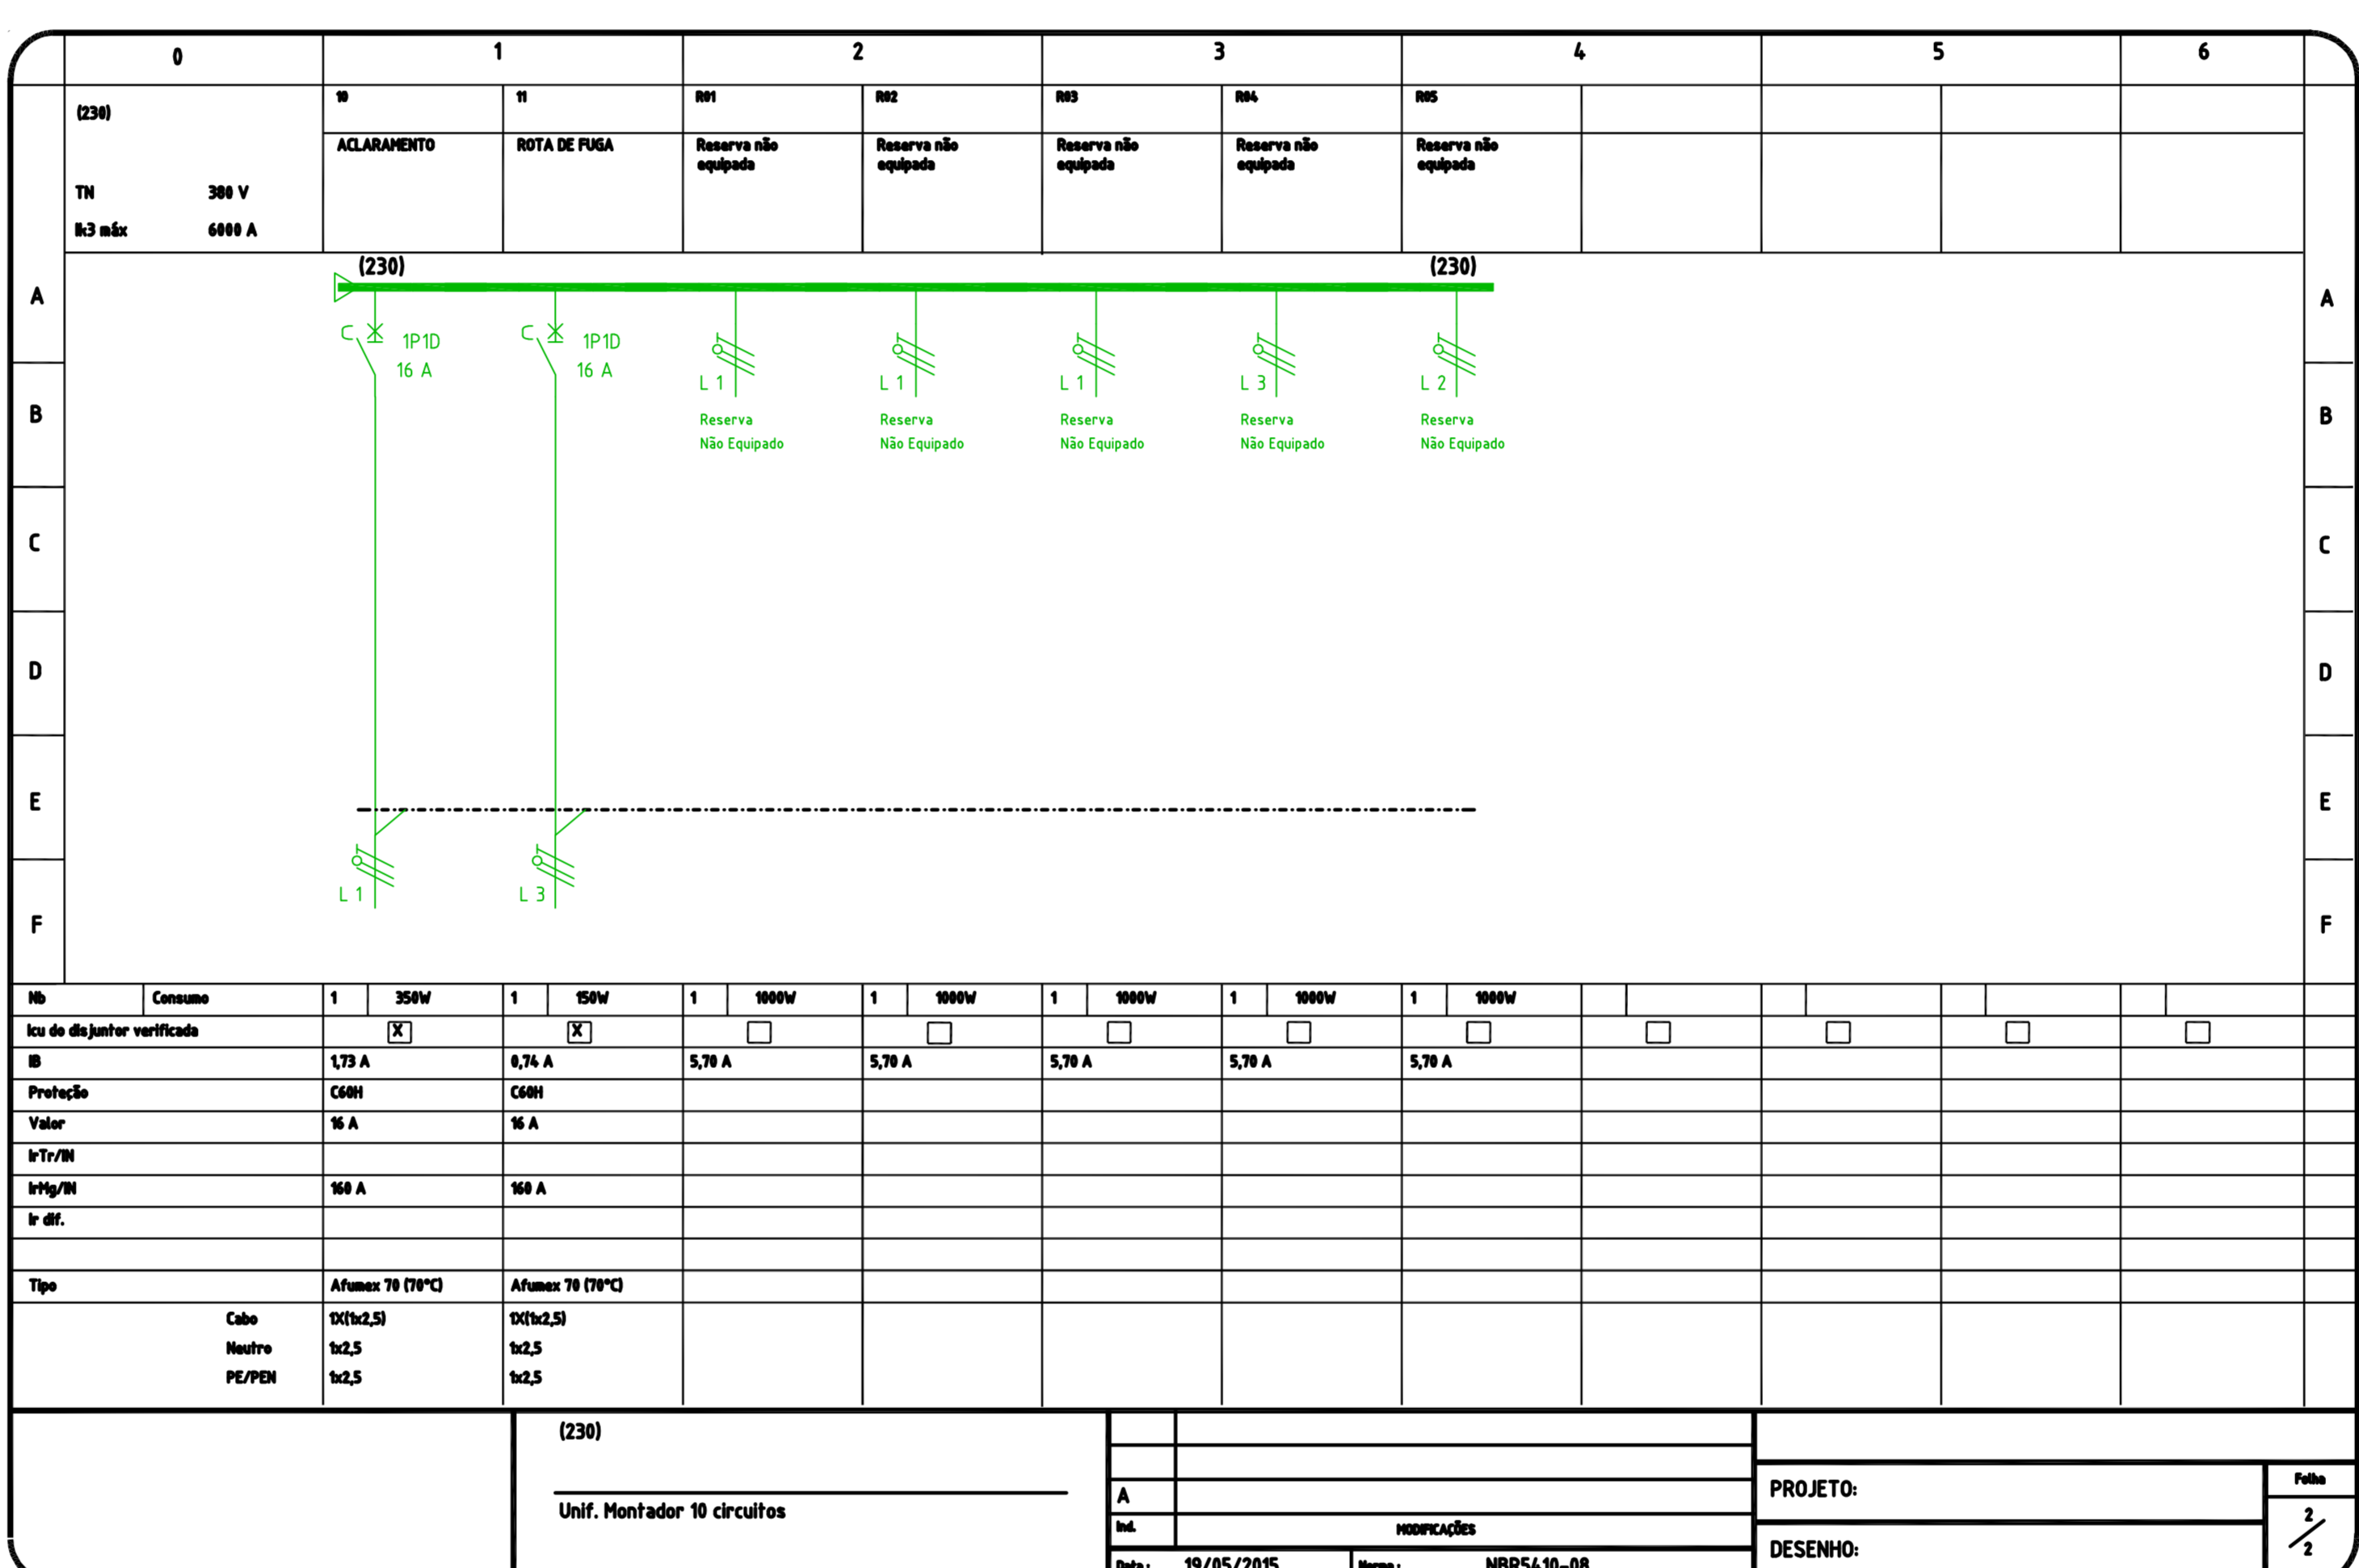 0 1 2 3 4 5 6
(230) 10 11 R01 R02 R03 R04 R05
ACLARAMENTO ROTA DE FUGA Reserva não Reserva não Reserva não Reserva não Reserva não
equipada equipada equipada equipada equipada
TN 380 V
Ik3 máx 6000 A
(230) (230)
A A
C 1P1D C 1P1D
16 A 16 A
L 1 L 1 L 1 L 3 L 2
B Reserva Reserva Reserva Reserva Reserva B
Não Equipado Não Equipado Não Equipado Não Equipado Não Equipado
C C
D D
E E
L 1 L 3
F F
Nb Consumo 1 350W 1 150W 1 1000W 1 1000W 1 1000W 1 1000W 1 1000W
Icu do disjuntor verificada X X
IB 1,73 A 0,74 A 5,70 A 5,70 A 5,70 A 5,70 A 5,70 A
Proteção C60H C60H
Valor 16 A 16 A
IrTr/IN
IrMg/IN 160 A 160 A
Ir dif.
Tipo Afumex 70 (70°C) Afumex 70 (70°C)
Cabo 1X(1x2,5) 1X(1x2,5)
Neutro 1x2,5 1x2,5
PE/PEN 1x2,5 1x2,5
(230)
Unif. Montador 10 circuitos
A
Ind. MODIFICAÇÕES
Data : 19/05/2015 Norma : NBR5410-08
PROJETO:
DESENHO:
Folha
2
/
2